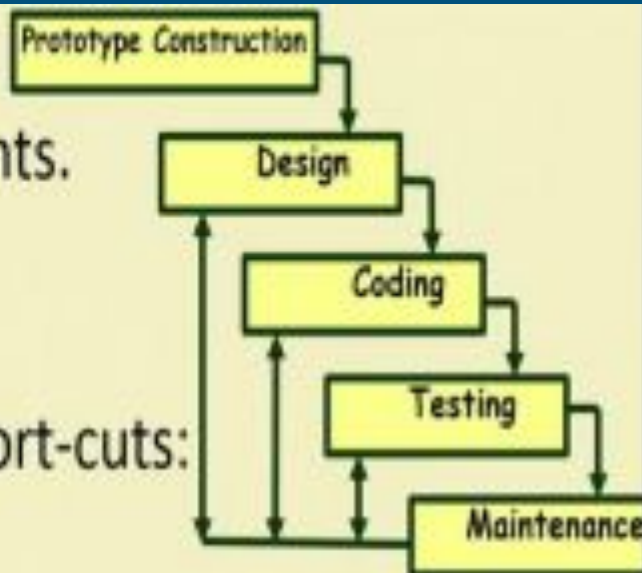 Prototype Construction
nts.
Design
Coding
Testing
ort-cuts:
Maintenance